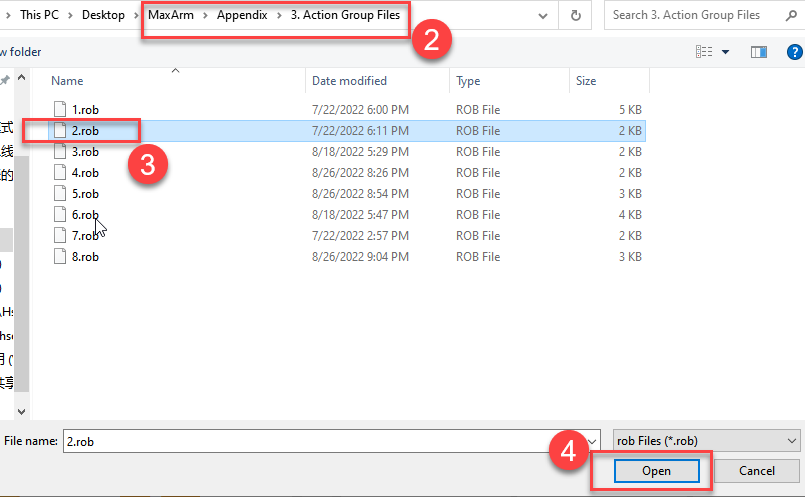 This PC > Desktop > MaxArm > Appendix > 3. Action Group Files
Search 3. Action Group Files
2
w folder
?
Name
Date modified
Type
Size
1.rob 7/22/2022 6:00 PM ROB File 5 KB
2.rob 7/22/2022 6:11 PM ROB File 2 KB
3.rob 8/18/2022 5:29 PM ROB File 2 KB
3
4.rob 8/26/2022 8:26 PM ROB File 2 KB
5.rob 8/26/2022 8:54 PM ROB File 3 KB
6.rob 8/18/2022 5:47 PM ROB File 4 KB
7.rob 7/22/2022 2:57 PM ROB File 2 KB
8.rob 8/26/2022 9:04 PM ROB File 3 KB
式
线
的
)
)
\Hs
hsc
用 ("
共享
File name: 2.rob
rob Files (*.rob)
4
Open
Cancel